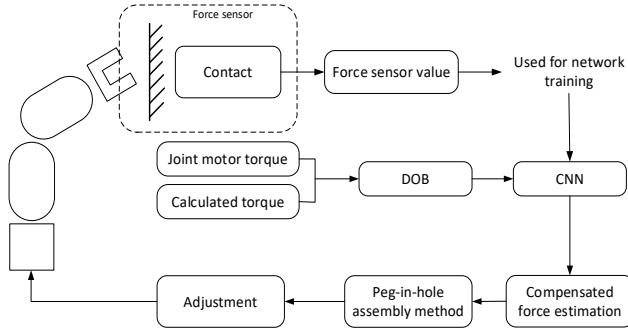 Force sensor
Contact
Force sensor value
Used for network
training
Joint motor torque
Calculated torque
DOB
CNN
Adjustment
Peg-in-hole
assembly method
Compensated
force estimation